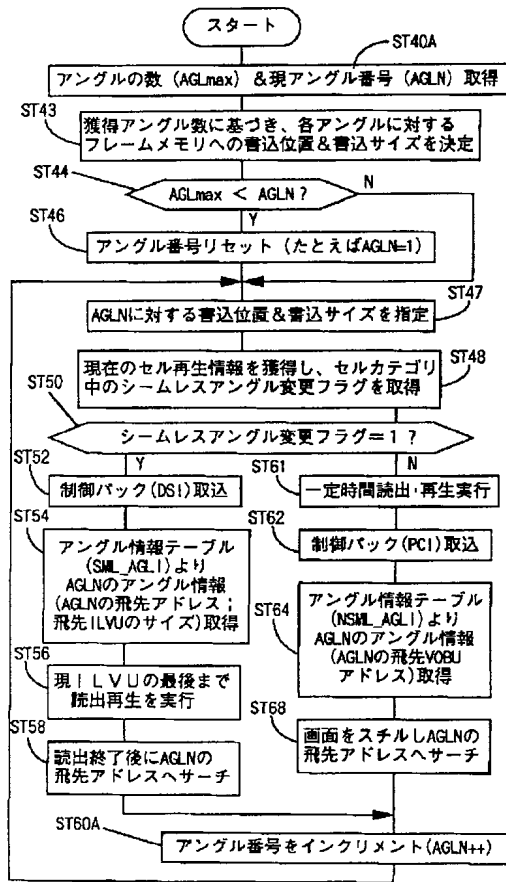 スタート
ST40A
アングルの数 (AGLmax) &現アングル番号 (AGLN) 取得
ST43
獲得アングル数に基づき、各アングルに対する
フレームメモリへの書込位置&書込サイズを決定
ST44
AGLmax < AGLN ?
N
Y
ST46
アングル番号リセット (たとえばAGLN=1)
ST47
AGLNに対する書込位置&書込サイズを指定
現在のセル再生情報を獲得し、セルカテゴリ
中のシームレスアングル変更フラグを取得
ST48
ST50
シームレスアングル変更フラグ=1 ?
Y
N
ST52
制御パック(DSI)取込
ST54
アングル情報テーブル
(SML_AGLI)より
AGLNのアングル情報
(AGLNの飛先アドレス;
飛先ILVUのサイズ)取得
ST56
現ILVUの最後まで
読出再生を実行
ST58
読出終了後にAGLNの
飛先アドレスへサーチ
ST61
一定時間読出・再生実行
ST62
制御パック(PCI)取込
アングル情報テーブル
(NSML_AGLI)より
AGLNのアングル情報
(AGLNの飛先VOBU
アドレス)取得
ST64
ST68
画面をスチルしAGLNの
飛先アドレスへサーチ
ST60A
アングル番号をインクリメント(AGLN++)